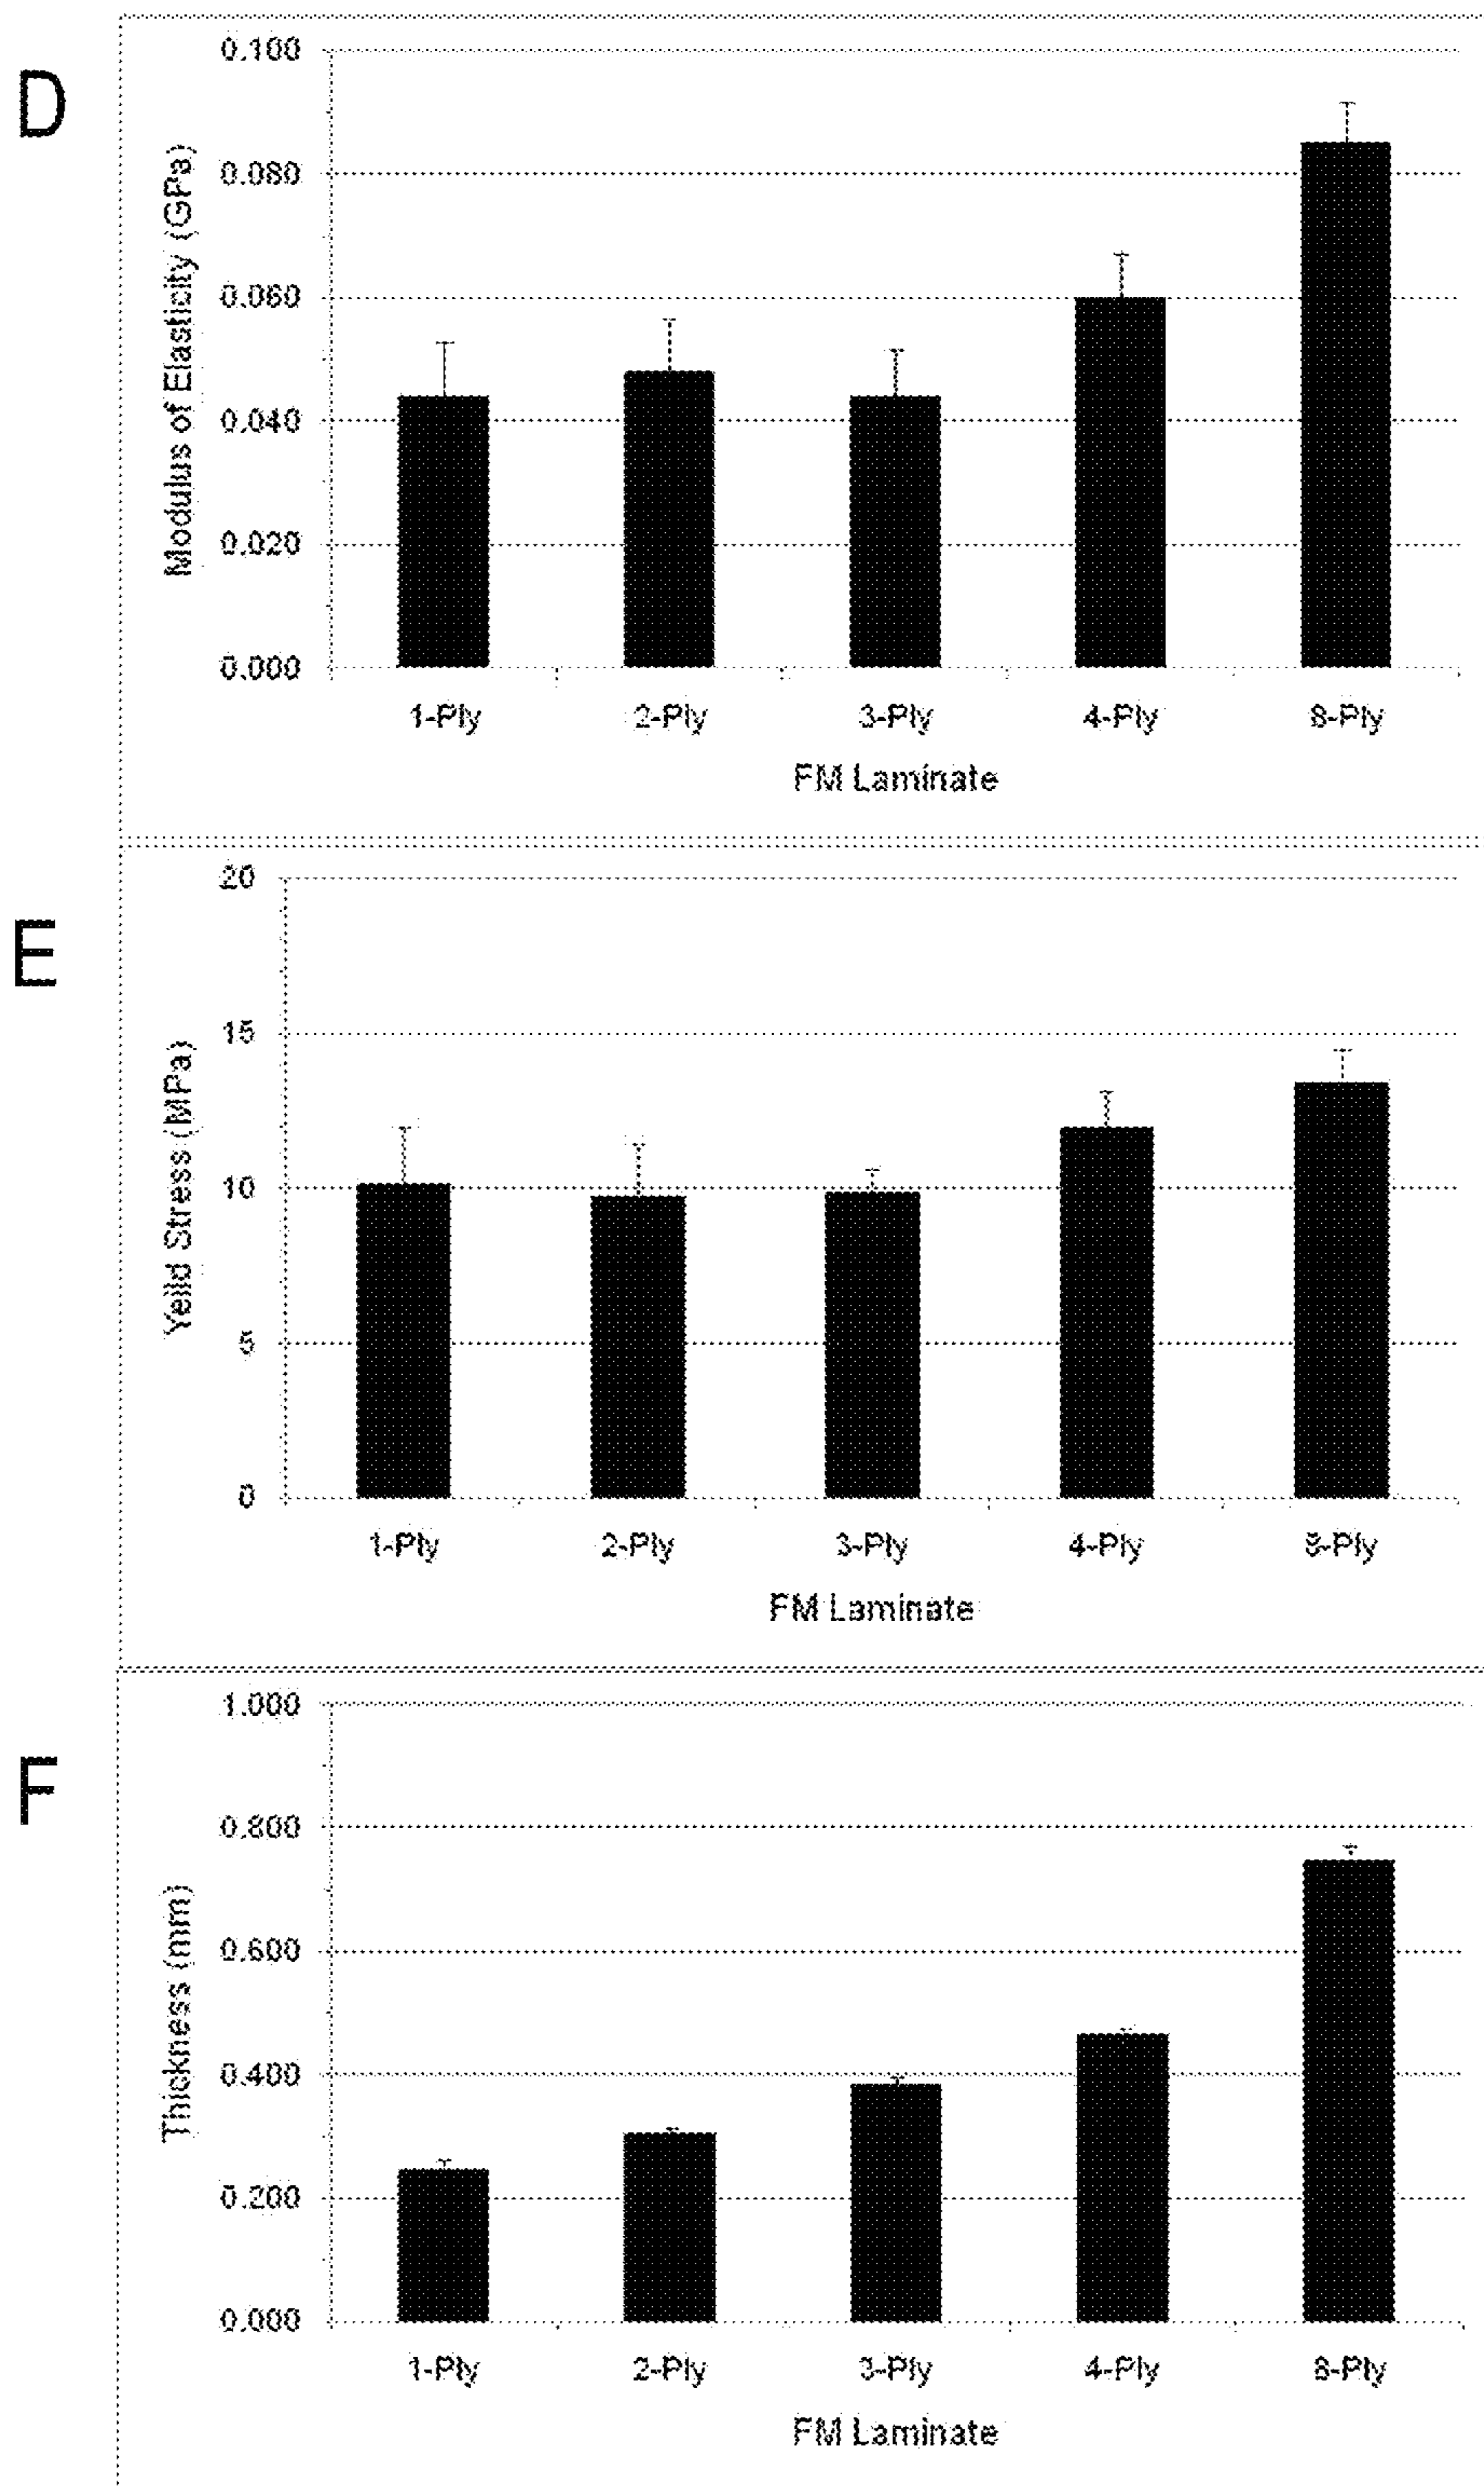 D
Modulus of Elasticity (GPa)
0.100
0.080
0.060
0.040
0.020
0.000
1-Ply 2-Ply 3-Ply 4-Ply 8-Ply
FM Laminate
E
Yeild Stress (MPa)
20
15
10
5
0
1-Ply 2-Ply 3-Ply 4-Ply 8-Ply
FM Laminate
F
Thickness (mm)
1.000
0.800
0.600
0.400
0.200
0.000
1-Ply 2-Ply 3-Ply 4-Ply 8-Ply
FM Laminate